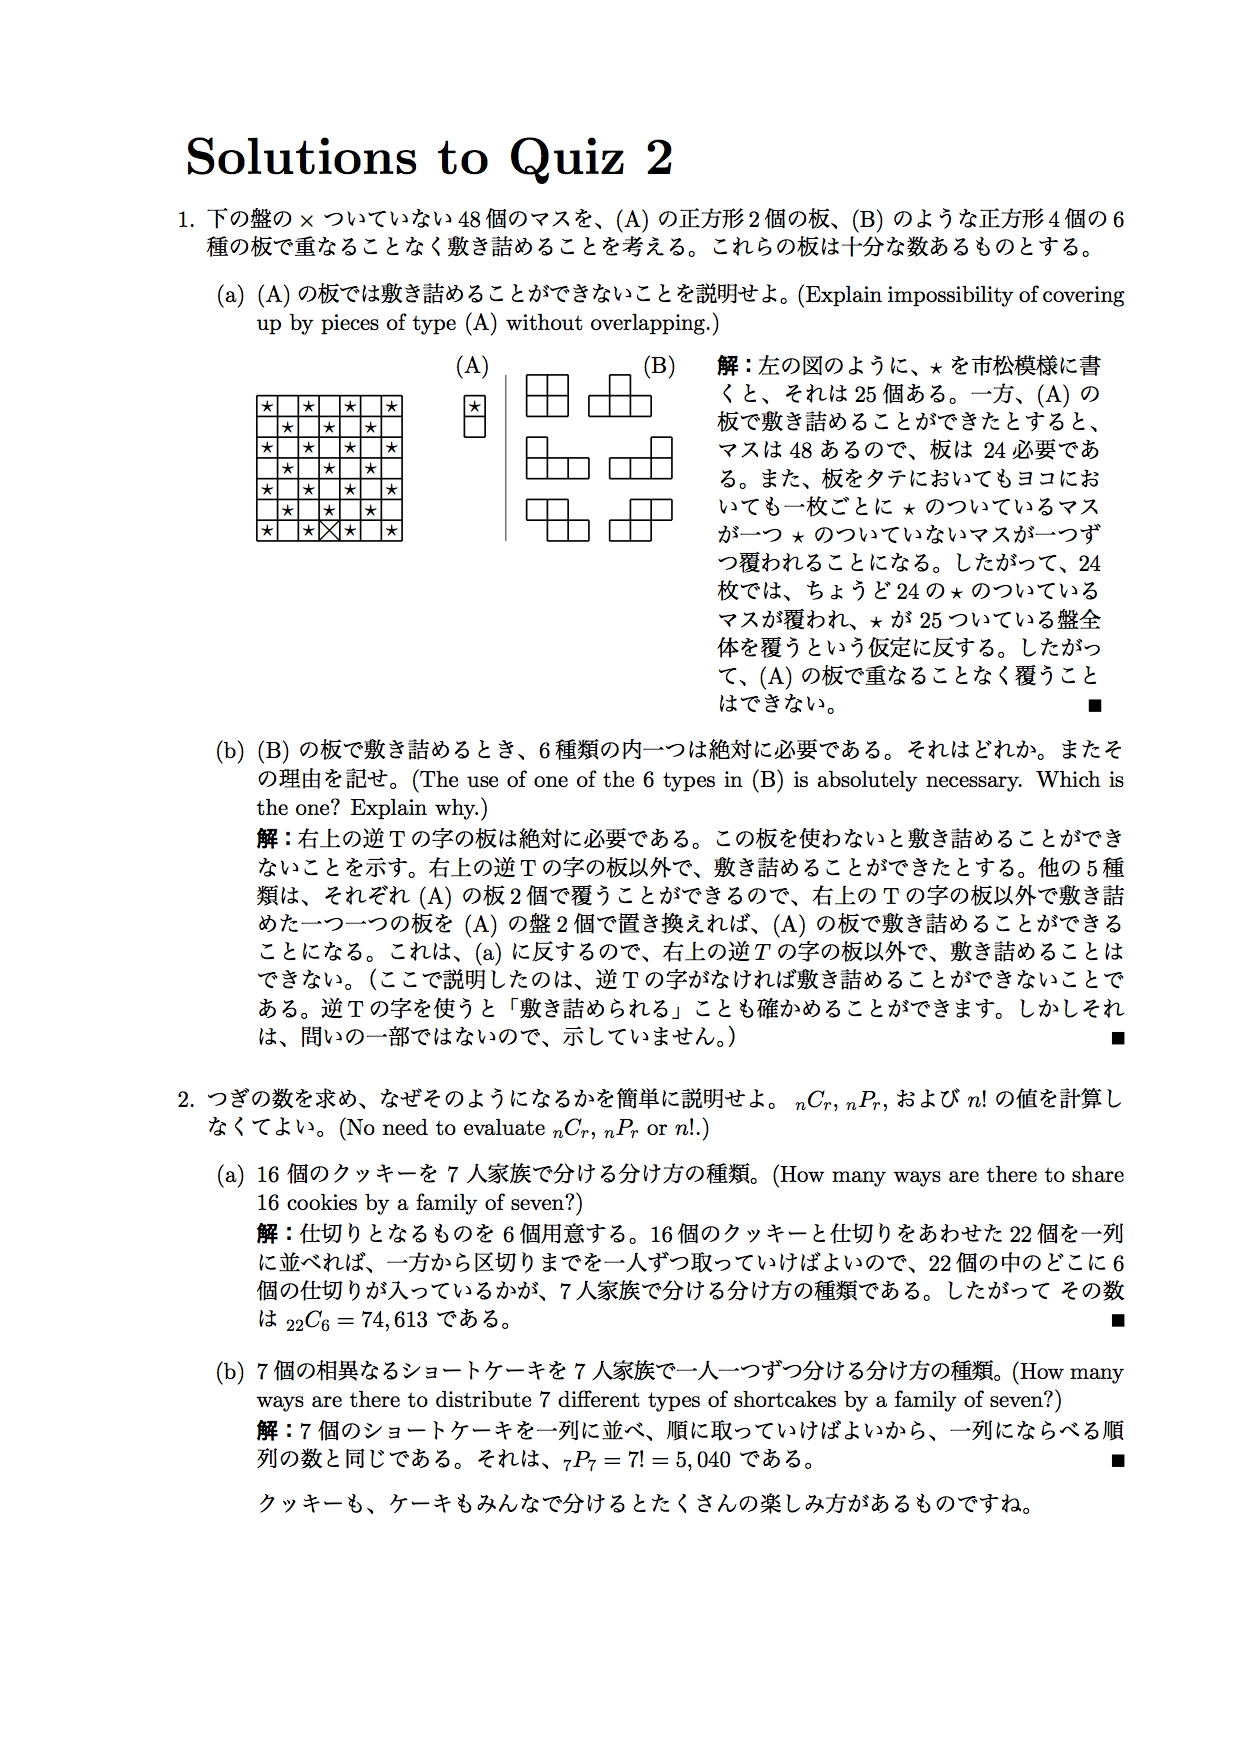 Solutions to Quiz 2
1. 下の盤の × ついていない 48 個のマスを、(A) の正方形 2 個の板、(B) のような正方形 4 個の 6
種の板で重なることなく敷き詰めることを考える。これらの板は十分な数あるものとする。
(a) (A) の板では敷き詰めることができないことを説明せよ。(Explain impossibility of covering
up by pieces of type (A) without overlapping.)
(A)
(B)
⋆ ⋆ ⋆ ⋆
⋆ ⋆ ⋆
⋆ ⋆ ⋆ ⋆
⋆ ⋆ ⋆
⋆ ⋆ ⋆ ⋆
⋆ ⋆ ⋆
⋆ ⋆ × ⋆ ⋆
⋆
解:左の図のように、⋆ を市松模様に書
くと、それは 25 個ある。一方、(A) の
板で敷き詰めることができたとすると、
マスは 48 あるので、板は 24 必要であ
る。また、板をタテにおいてもヨコにお
いても一枚ごとに ⋆ のついているマス
が一つ ⋆ のついていないマスが一つず
つ覆われることになる。したがって、24
枚では、ちょうど 24 の ⋆ のついている
マスが覆われ、⋆ が 25 ついている盤全
体を覆うという仮定に反する。したがっ
て、(A) の板で重なることなく覆うこと
はできない。 ■
(b) (B) の板で敷き詰めるとき、6 種類の内一つは絶対に必要である。それはどれか。またそ
の理由を記せ。(The use of one of the 6 types in (B) is absolutely necessary. Which is
the one? Explain why.)
解:右上の逆 T の字の板は絶対に必要である。この板を使わないと敷き詰めることができ
ないことを示す。右上の逆 T の字の板以外で、敷き詰めることができたとする。他の 5 種
類は、それぞれ (A) の板 2 個で覆うことができるので、右上の T の字の板以外で敷き詰
めた一つ一つの板を (A) の盤 2 個で置き換えれば、(A) の板で敷き詰めることができる
ことになる。これは、(a) に反するので、右上の逆 T の字の板以外で、敷き詰めることは
できない。(ここで説明したのは、逆 T の字がなければ敷き詰めることができないことで
ある。逆 T の字を使うと「敷き詰められる」ことも確かめることができます。しかしそれ
は、問いの一部ではないので、示していません。) ■
2. つぎの数を求め、なぜそのようになるかを簡単に説明せよ。 ₙCᵣ, ₙPᵣ, および n! の値を計算し
なくてよい。(No need to evaluate ₙCᵣ, ₙPᵣ or n!.)
(a) 16 個のクッキーを 7 人家族で分ける分け方の種類。(How many ways are there to share
16 cookies by a family of seven?)
解:仕切りとなるものを 6 個用意する。16 個のクッキーと仕切りをあわせた 22 個を一列
に並べれば、一方から区切りまでを一人ずつ取っていけばよいので、22 個の中のどこに 6
個の仕切りが入っているかが、7 人家族で分ける分け方の種類である。したがって その数
は ₂₂C₆ = 74,613 である。 ■
(b) 7 個の相異なるショートケーキを 7 人家族で一人一つずつ分ける分け方の種類。(How many
ways are there to distribute 7 different types of shortcakes by a family of seven?)
解:7 個のショートケーキを一列に並べ、順に取っていけばよいから、一列にならべる順
列の数と同じである。それは、₇P₇ = 7! = 5,040 である。 ■
クッキーも、ケーキもみんなで分けるとたくさんの楽しみ方があるものですね。